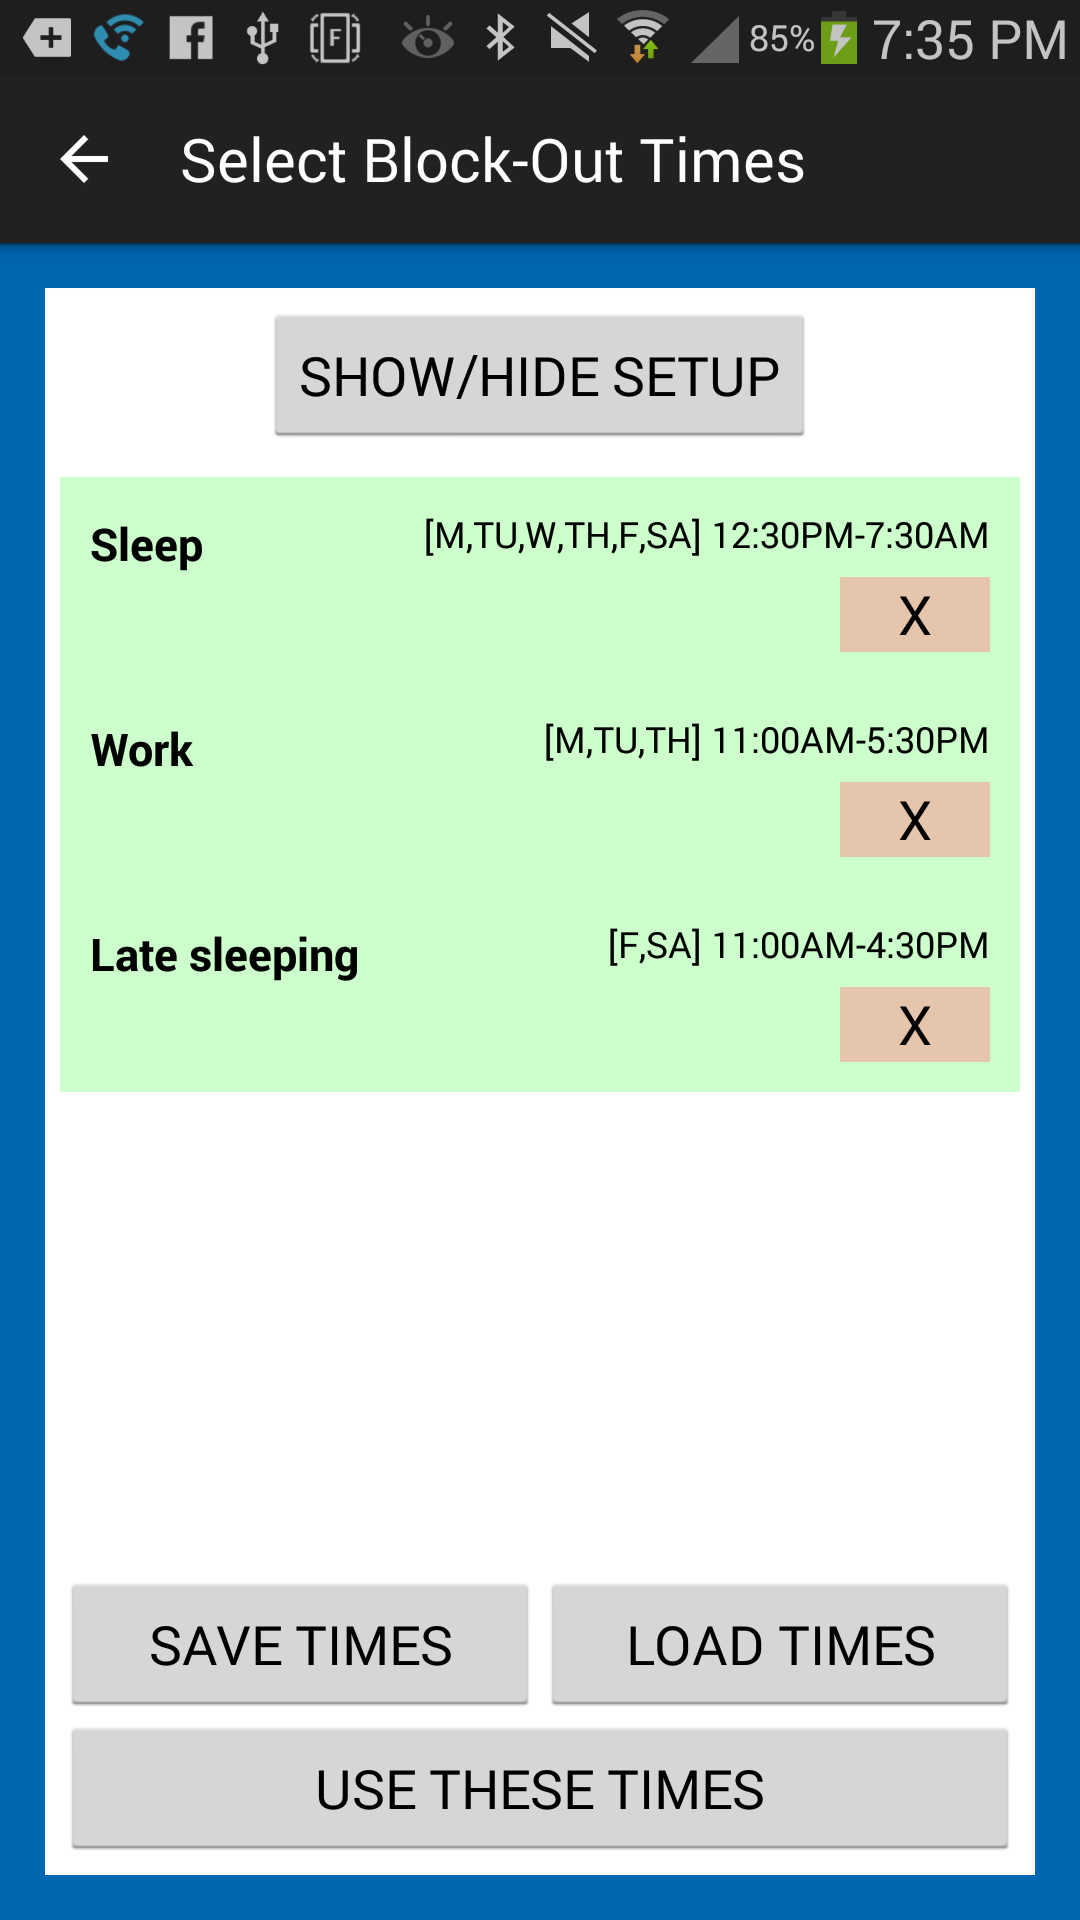 85% 7:35 PM
Select Block-Out Times
SHOW/HIDE SETUP
Sleep [M,TU,W,TH,F,SA] 12:30PM-7:30AM
X
Work [M,TU,TH] 11:00AM-5:30PM
X
Late sleeping [F,SA] 11:00AM-4:30PM
X
SAVE TIMES LOAD TIMES
USE THESE TIMES